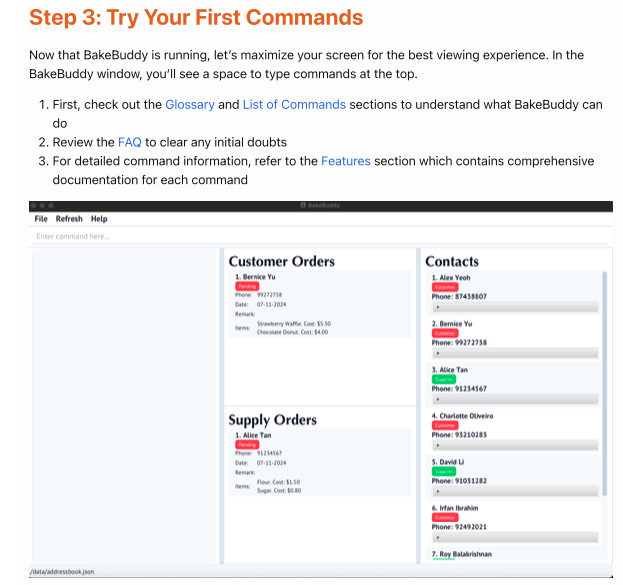 Step 3: Try Your First Commands
Now that BakeBuddy is running, let’s maximize your screen for the best viewing experience. In the
BakeBuddy window, you’ll see a space to type commands at the top.
1. First, check out the Glossary and List of Commands sections to understand what BakeBuddy can
do
2. Review the FAQ to clear any initial doubts
3. For detailed command information, refer to the Features section which contains comprehensive
documentation for each command
BakeBuddy
File Refresh Help
Enter command here...
Customer Orders
1. Bernice Yu
Pending
Phone: 99272758
Date: 07-11-2024
Remark:
Items: Strawberry Waffle, Cost: $5.50
Chocolate Donut, Cost: $4.00
Supply Orders
1. Alice Tan
Pending
Phone: 91234567
Date: 07-11-2024
Remark:
Items: Flour, Cost: $1.50
Sugar, Cost: $0.80
Contacts
1. Alex Yeoh
Customer
Phone: 87438807
2. Bernice Yu
Customer
Phone: 99272758
3. Alice Tan
Supplier
Phone: 91234567
4. Charlotte Oliveiro
Customer
Phone: 93210283
5. David Li
Supplier
Phone: 91031282
6. Irfan Ibrahim
Customer
Phone: 92492021
7. Roy Balakrishnan
/data/addressbook.json